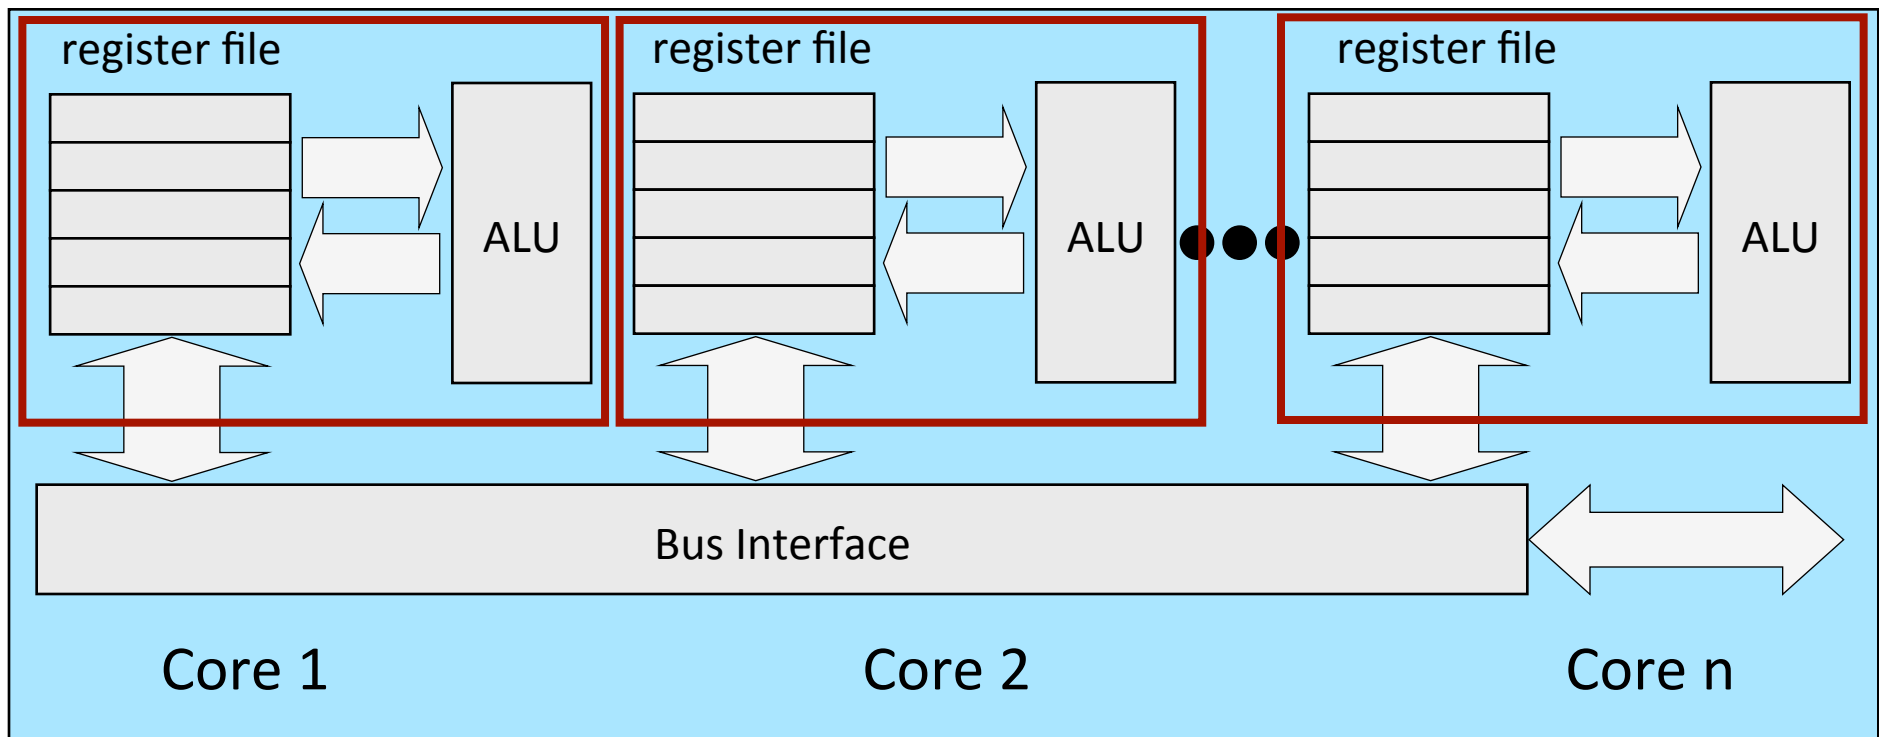 register file
register file
register file
ALU
ALU
ALU
Bus Interface
Core 1
Core 2
Core n